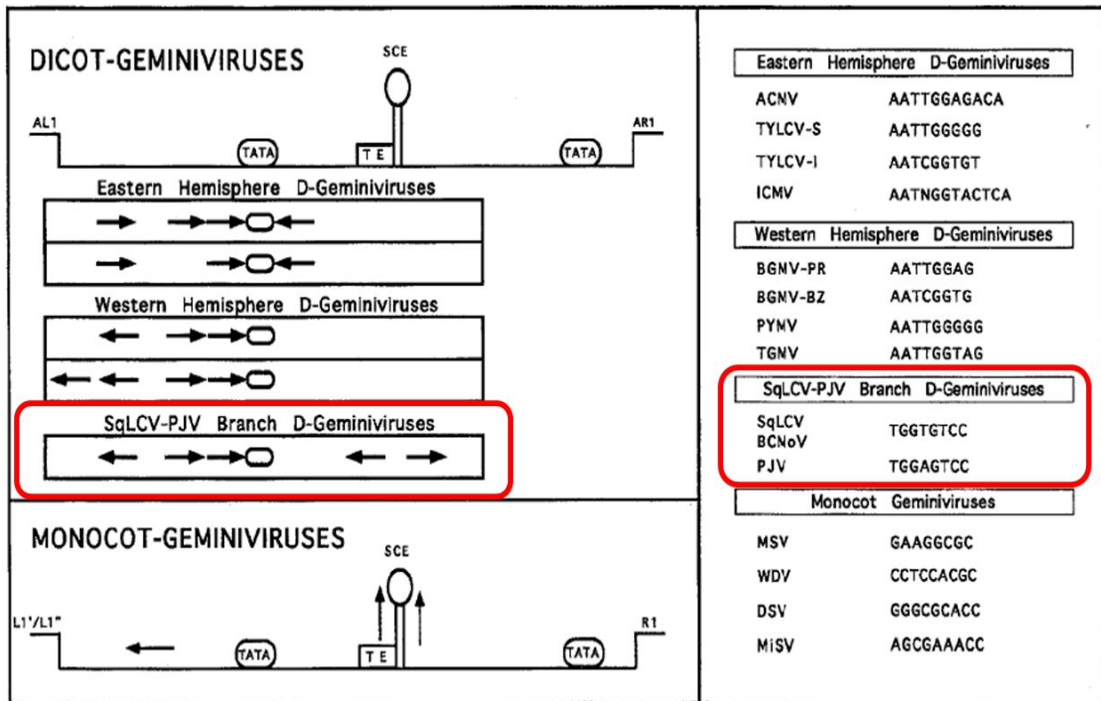 DICOT-GEMINIVIRUSES
SCE
AL1
AR1
TATA
T E
TATA
Eastern Hemisphere D-Geminiviruses
Western Hemisphere D-Geminiviruses
SqLCV-PJV Branch D-Geminiviruses
MONOCOT-GEMINIVIRUSES
SCE
L1'/L1"
R1
TATA
T E
TATA
Eastern Hemisphere D-Geminiviruses
ACNV AATTGGAGACA
TYLCV-S AATTGGGGG
TYLCV-I AATCGGTGT
ICMV AATNGGTACTCA
Western Hemisphere D-Geminiviruses
BGMV-PR AATTGGAG
BGMV-BZ AATCGGTG
PYMV AATTGGGGG
TGMV AATTGGTAG
SqLCV-PJV Branch D-Geminiviruses
SqLCV
BCNoV TGGTGTCC
PJV TGGAGTCC
Monocot Geminiviruses
MSV GAAGGCGC
WDV CCTCCACGC
DSV GGGCGCACC
MiSV AGCGAAACC